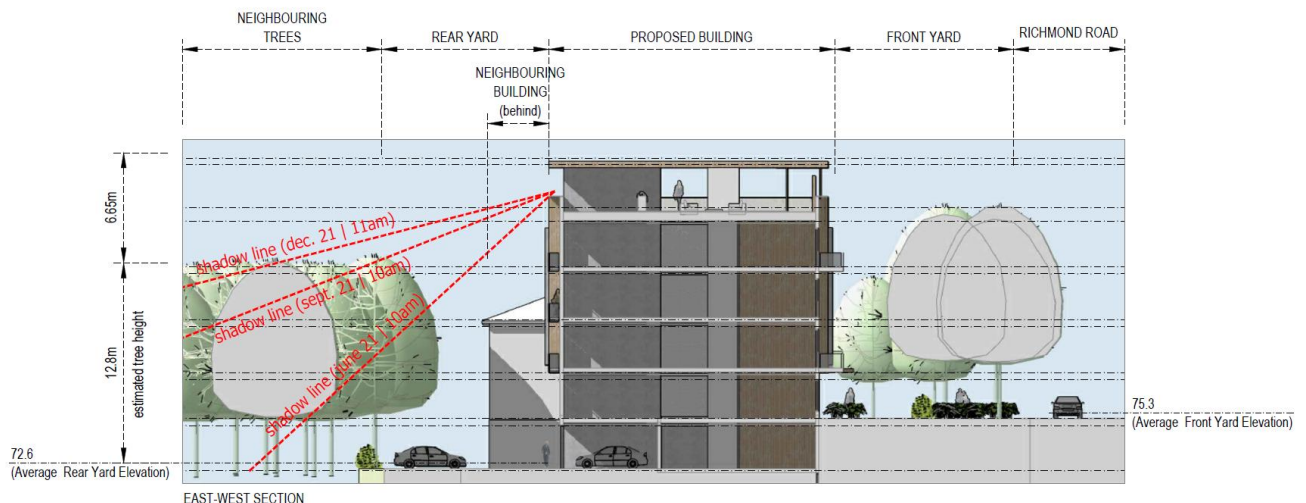 NEIGHBOURING
TREES
REAR YARD
PROPOSED BUILDING
FRONT YARD
RICHMOND ROAD
NEIGHBOURING
BUILDING
(behind)
6.65m
12.8m
estimated tree height
shadow line (dec. 21 | 11am)
shadow line (sept. 21 | 10am)
shadow line (june 21 | 10am)
75.3
(Average Front Yard Elevation)
72.6
(Average Rear Yard Elevation)
EAST-WEST SECTION